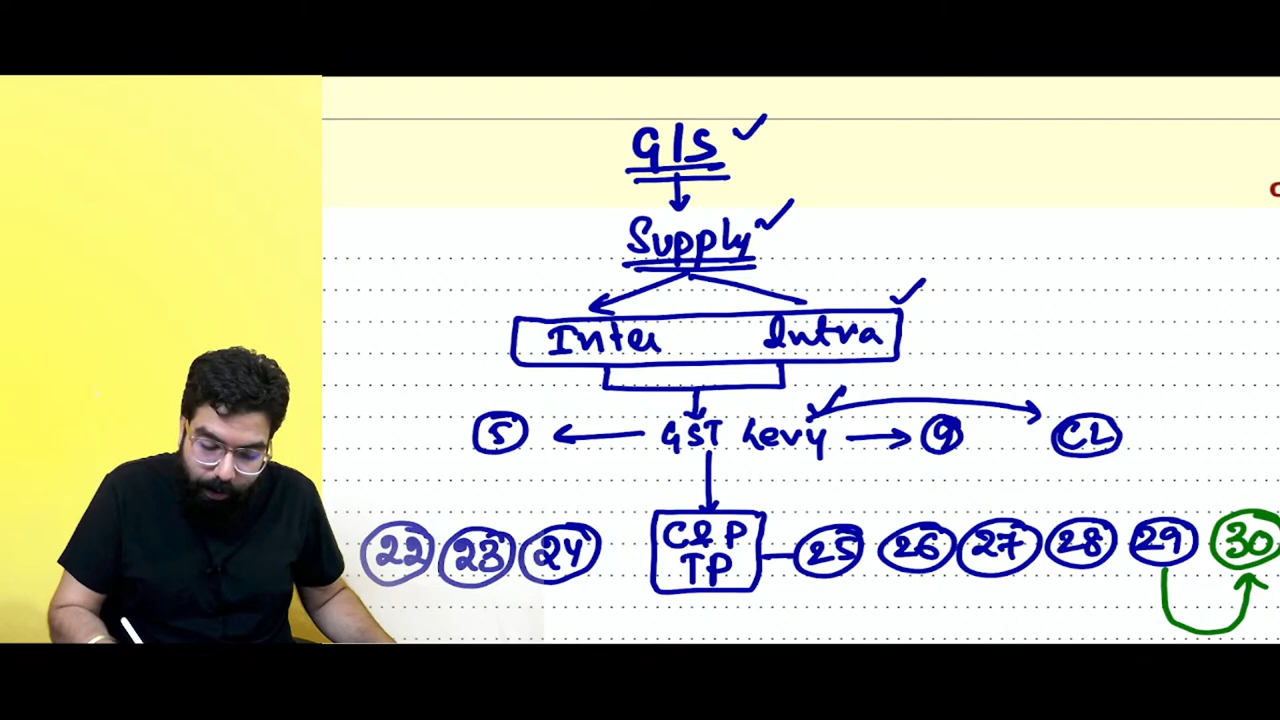 G/S
Supply
Inter Intra
5 GST Levy 9 CL
22 23 24 25 26 27 28 29 30
TP